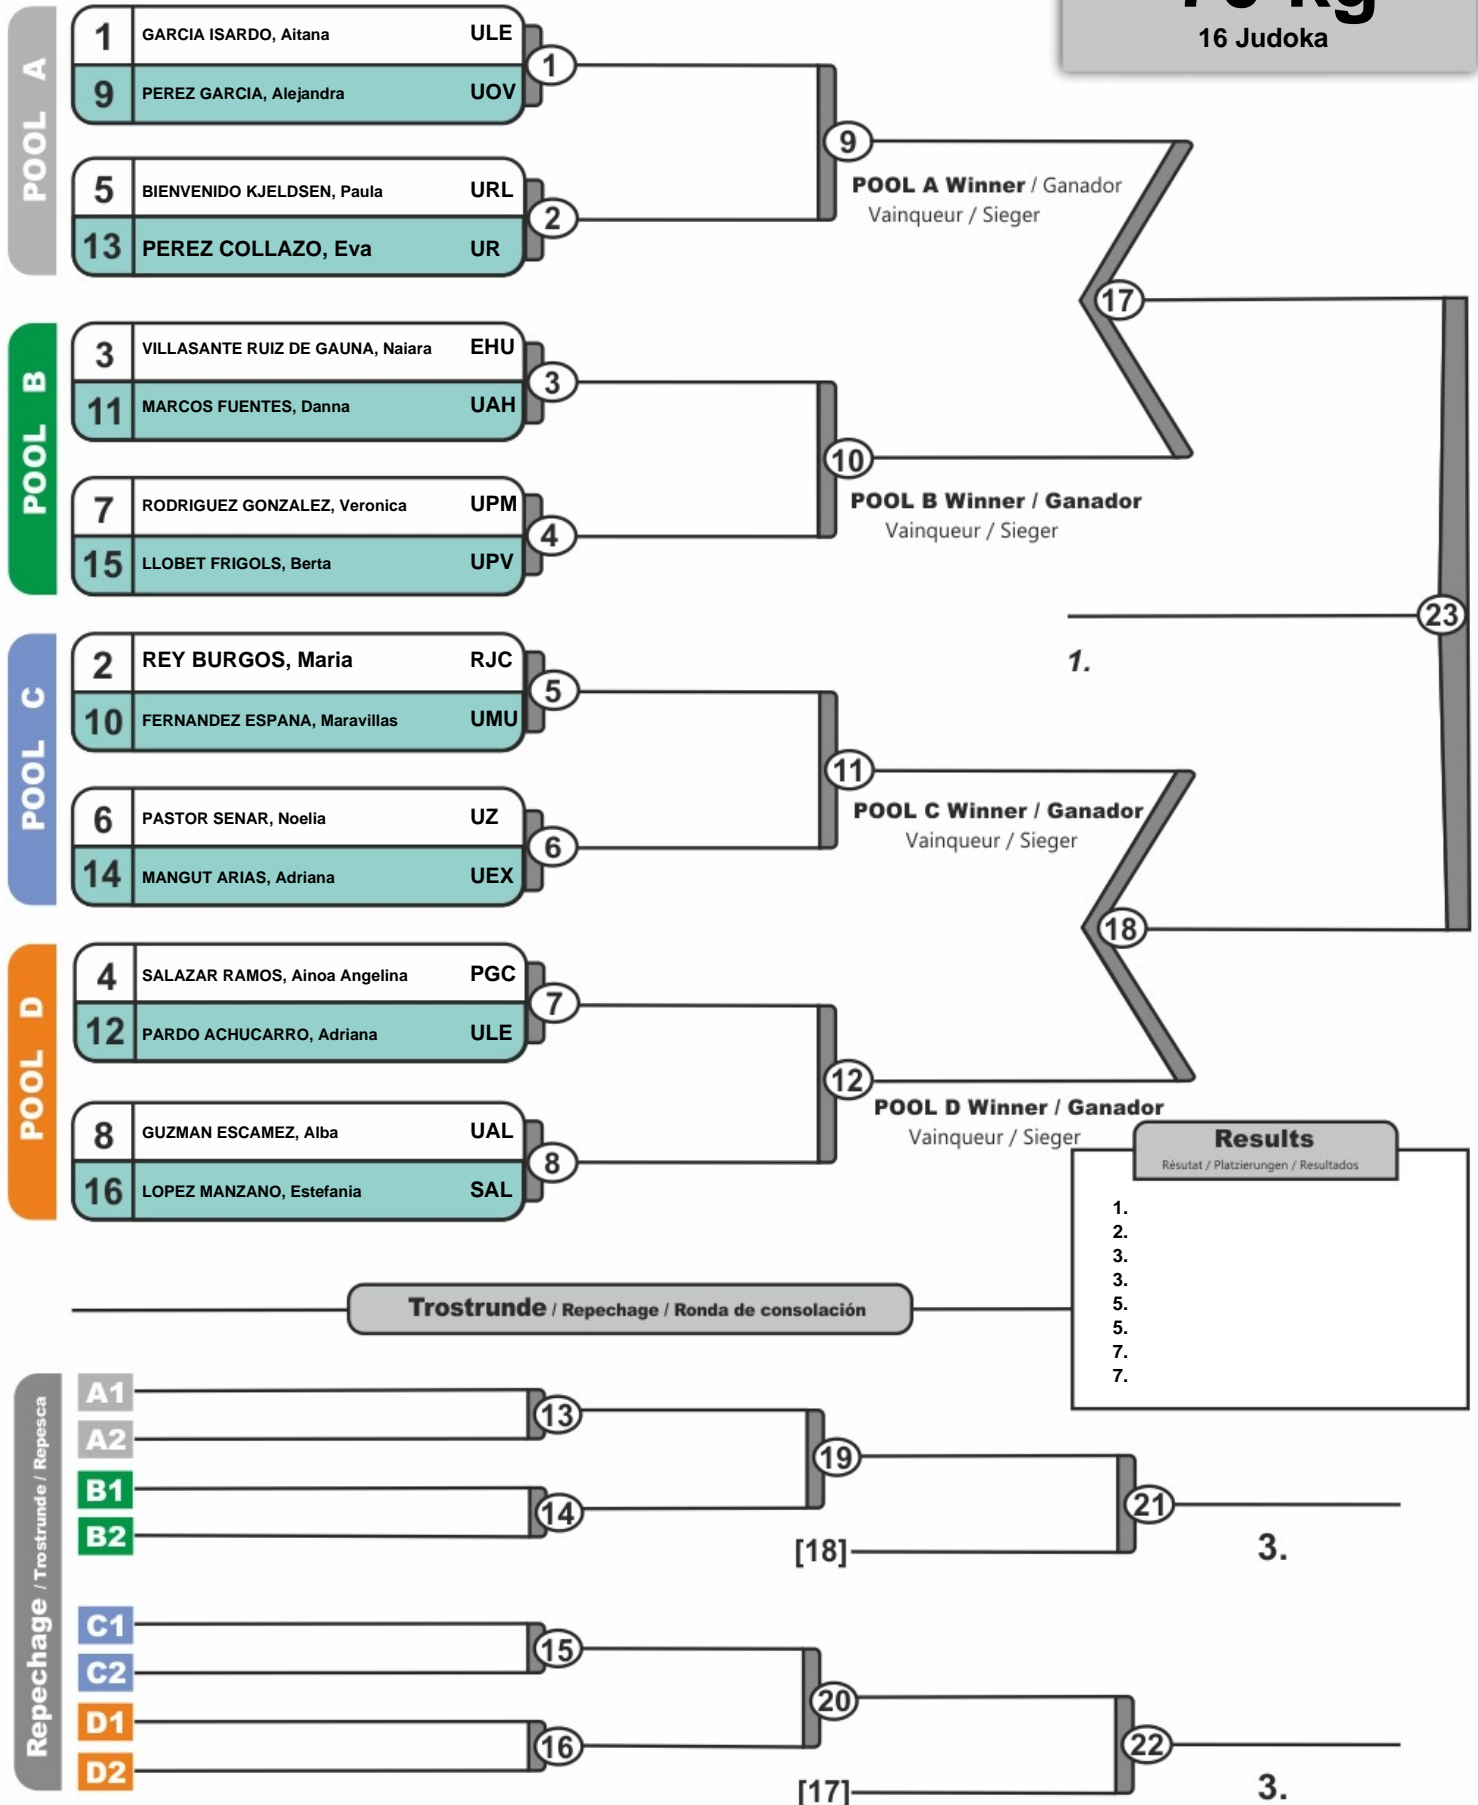 16 Judoka
POOL A
1 GARCIA ISARDO, Aitana ULE
9 PEREZ GARCIA, Alejandra UOV
1
5 BIENVENIDO KJELDSEN, Paula URL
13 PEREZ COLLAZO, Eva UR
2
9
POOL A Winner / Ganador
Vainqueur / Sieger
17
POOL B
3 VILLASANTE RUIZ DE GAUNA, Naiara EHU
11 MARCOS FUENTES, Danna UAH
3
7 RODRIGUEZ GONZALEZ, Veronica UPM
15 LLOBET FRIGOLS, Berta UPV
4
10
POOL B Winner / Ganador
Vainqueur / Sieger
23
1.
POOL C
2 REY BURGOS, Maria RJC
10 FERNANDEZ ESPANA, Maravillas UMU
5
6 PASTOR SENAR, Noelia UZ
14 MANGUT ARIAS, Adriana UEX
6
11
POOL C Winner / Ganador
Vainqueur / Sieger
18
POOL D
4 SALAZAR RAMOS, Ainoa Angelina PGC
12 PARDO ACHUCARRO, Adriana ULE
7
8 GUZMAN ESCAMEZ, Alba UAL
16 LOPEZ MANZANO, Estefania SAL
8
12
POOL D Winner / Ganador
Vainqueur / Sieger
Results
Résutat / Platzierungen / Resultados
1.
2.
3.
3.
5.
5.
7.
7.
Trostrunde / Repechage / Ronda de consolación
Repechage / Trostrunde / Repesca
A1
A2
13
B1
B2
14
19
[18]
21
3.
C1
C2
15
D1
D2
16
20
[17]
22
3.